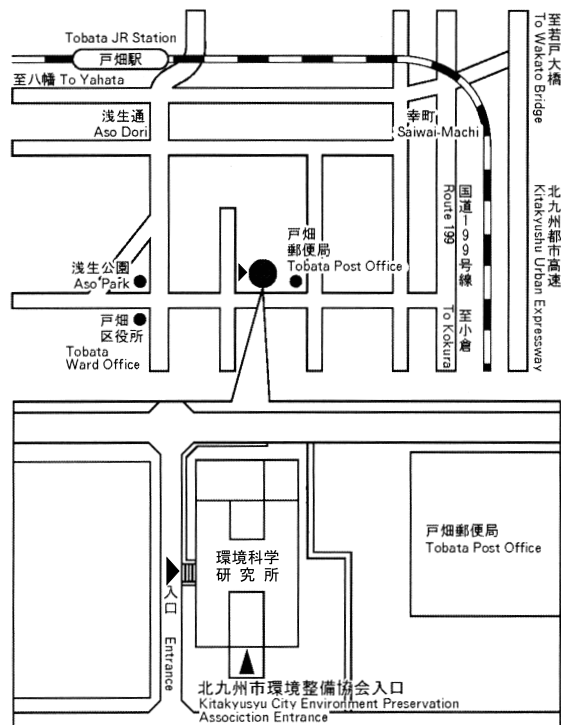 Tobata JR Station
戸畑駅
至八幡 To Yahata
浅生通
Aso Dori
幸町
Saiwai-Machi
至若戸大橋
To Wakato Bridge
北九州都市高速
Kitakyushu Urban Expressway
国道199号線
Route 199
至小倉
To Kokura
戸畑
郵便局
Tobata Post Office
浅生公園
Aso Park
戸畑
区役所
Tobata
Ward Office
環境科学
研究所
戸畑郵便局
Tobata Post Office
入口
Entrance
北九州市環境整備協会入口
Kitakyusyu City Environment Preservation
Associction Entrance